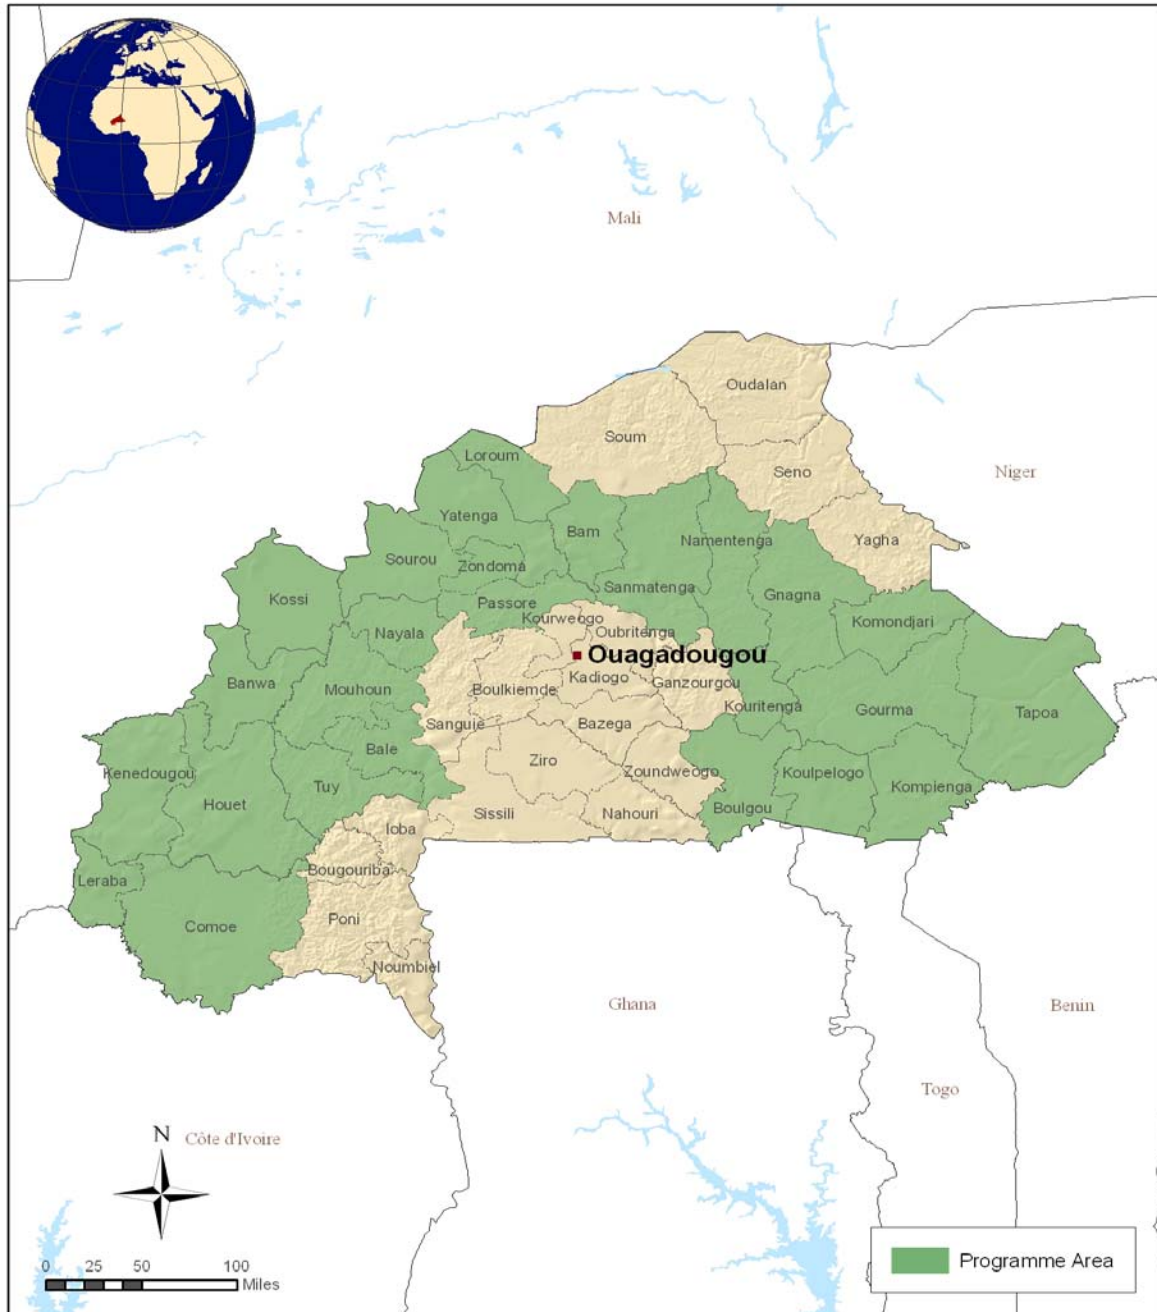 Mali
Oudalan
Soum
Loroum
Seno
Niger
Yatenga
Bam
Namentenga
Yagha
Sourou
Zondoma
Sanmatenga
Gnagna
Kossi
Passore
Kourweogo
Komondjari
Nayala
Oubritenga
Ouagadougou
Banwa
Mouhoun
Boulkiemde
Kadiogo
Ganzourgou
Kouritenga
Gourma
Tapoa
Sanguie
Bazega
Bale
Ziro
Zoundweogo
Koulpelogo
Kompienga
Kenedougou
Houet
Tuy
Sissili
Nahouri
Boulgou
Ioba
Bougouriba
Leraba
Comoe
Poni
Noumbiel
Ghana
Benin
Togo
N
Côte d'Ivoire
Programme Area
0 25 50 100
Miles